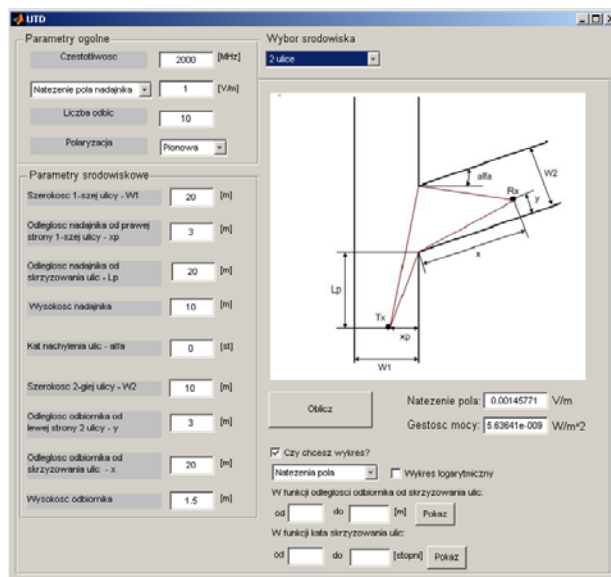 UTD
Parametry ogolne
Czestotliwosc 2000 [MHz]
Natezenie pola nadajnika 1 [V/m]
Liczba odbic 10
Polaryzacja Pionowa
Parametry srodowiskowe
Szerokosc 1-szej ulicy - W1 20 [m]
Odleglosc nadajnika od prawej
strony 1-szej ulicy - xp 3 [m]
Odleglosc nadajnika od
skrzyzowania ulic - Lp 20 [m]
Wysokosc nadajnika 10 [m]
Kat nachylenia ulic - alfa 0 [st]
Szerokosc 2-giej ulicy - W2 10 [m]
Odleglosc odbiornika od
lewej strony 2 ulicy - y 3 [m]
Odleglosc odbiornika od
skrzyzowania ulic - x 20 [m]
Wysokosc odbiornika 1.5 [m]
Wybor srodowiska
2 ulice
alfa
W2
Rx
y
x
Lp
Tx
xp
W1
Oblicz
Natezenie pola: 0.00145771 V/m
Gestosc mocy: 5.63641e-009 W/m^2
Czy chcesz wykres?
Natezenia pola Wykres logarytmiczny
W funkcji odleglosci odbiornika od skrzyzowania ulic:
od do [m] Pokaz
W funkcji kata skrzyzowania ulic:
od do [stopni] Pokaz